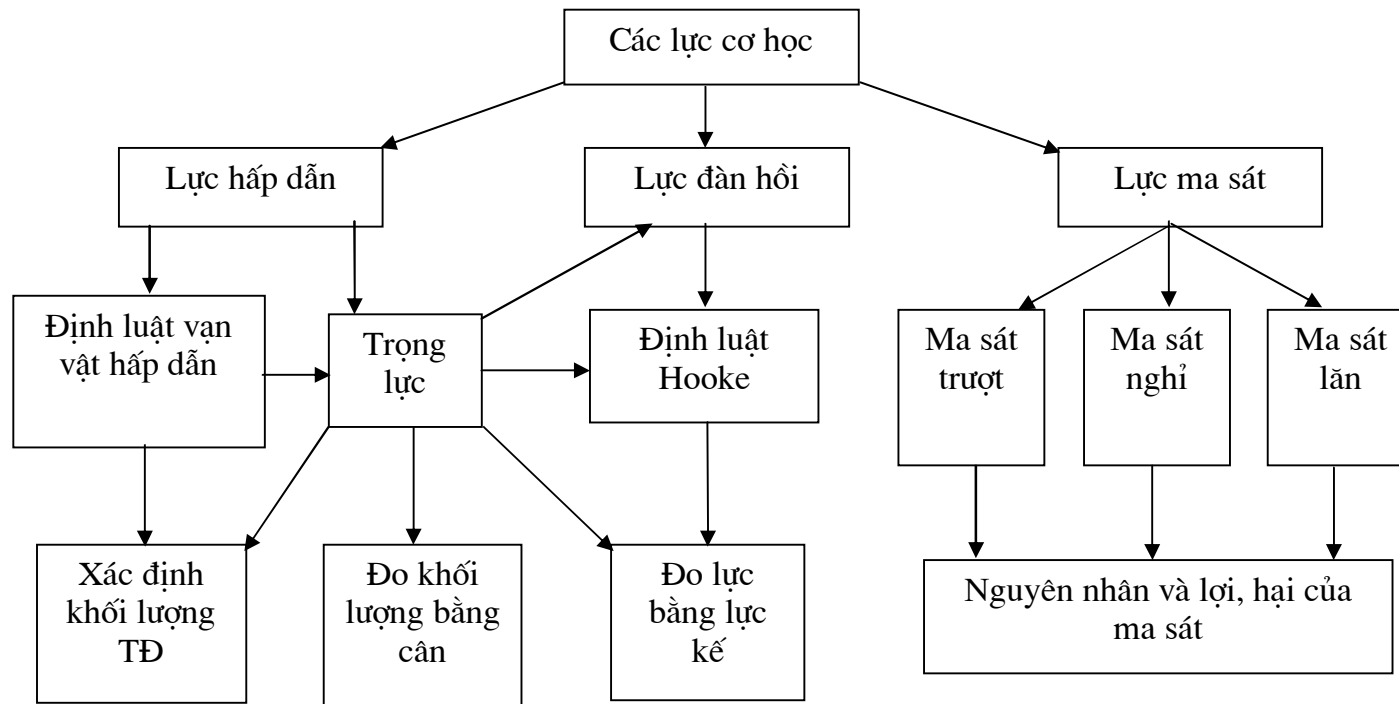 Các lực cơ học
Lực hấp dẫn
Lực đàn hồi
Lực ma sát
Định luật vạn
vật hấp dẫn
Trọng
lực
Định luật
Hooke
Ma sát
trượt
Ma sát
nghỉ
Ma sát
lăn
Xác định
khối lượng
TĐ
Đo khối
lượng bằng
cân
Đo lực
bằng lực
kế
Nguyên nhân và lợi, hại của
ma sát